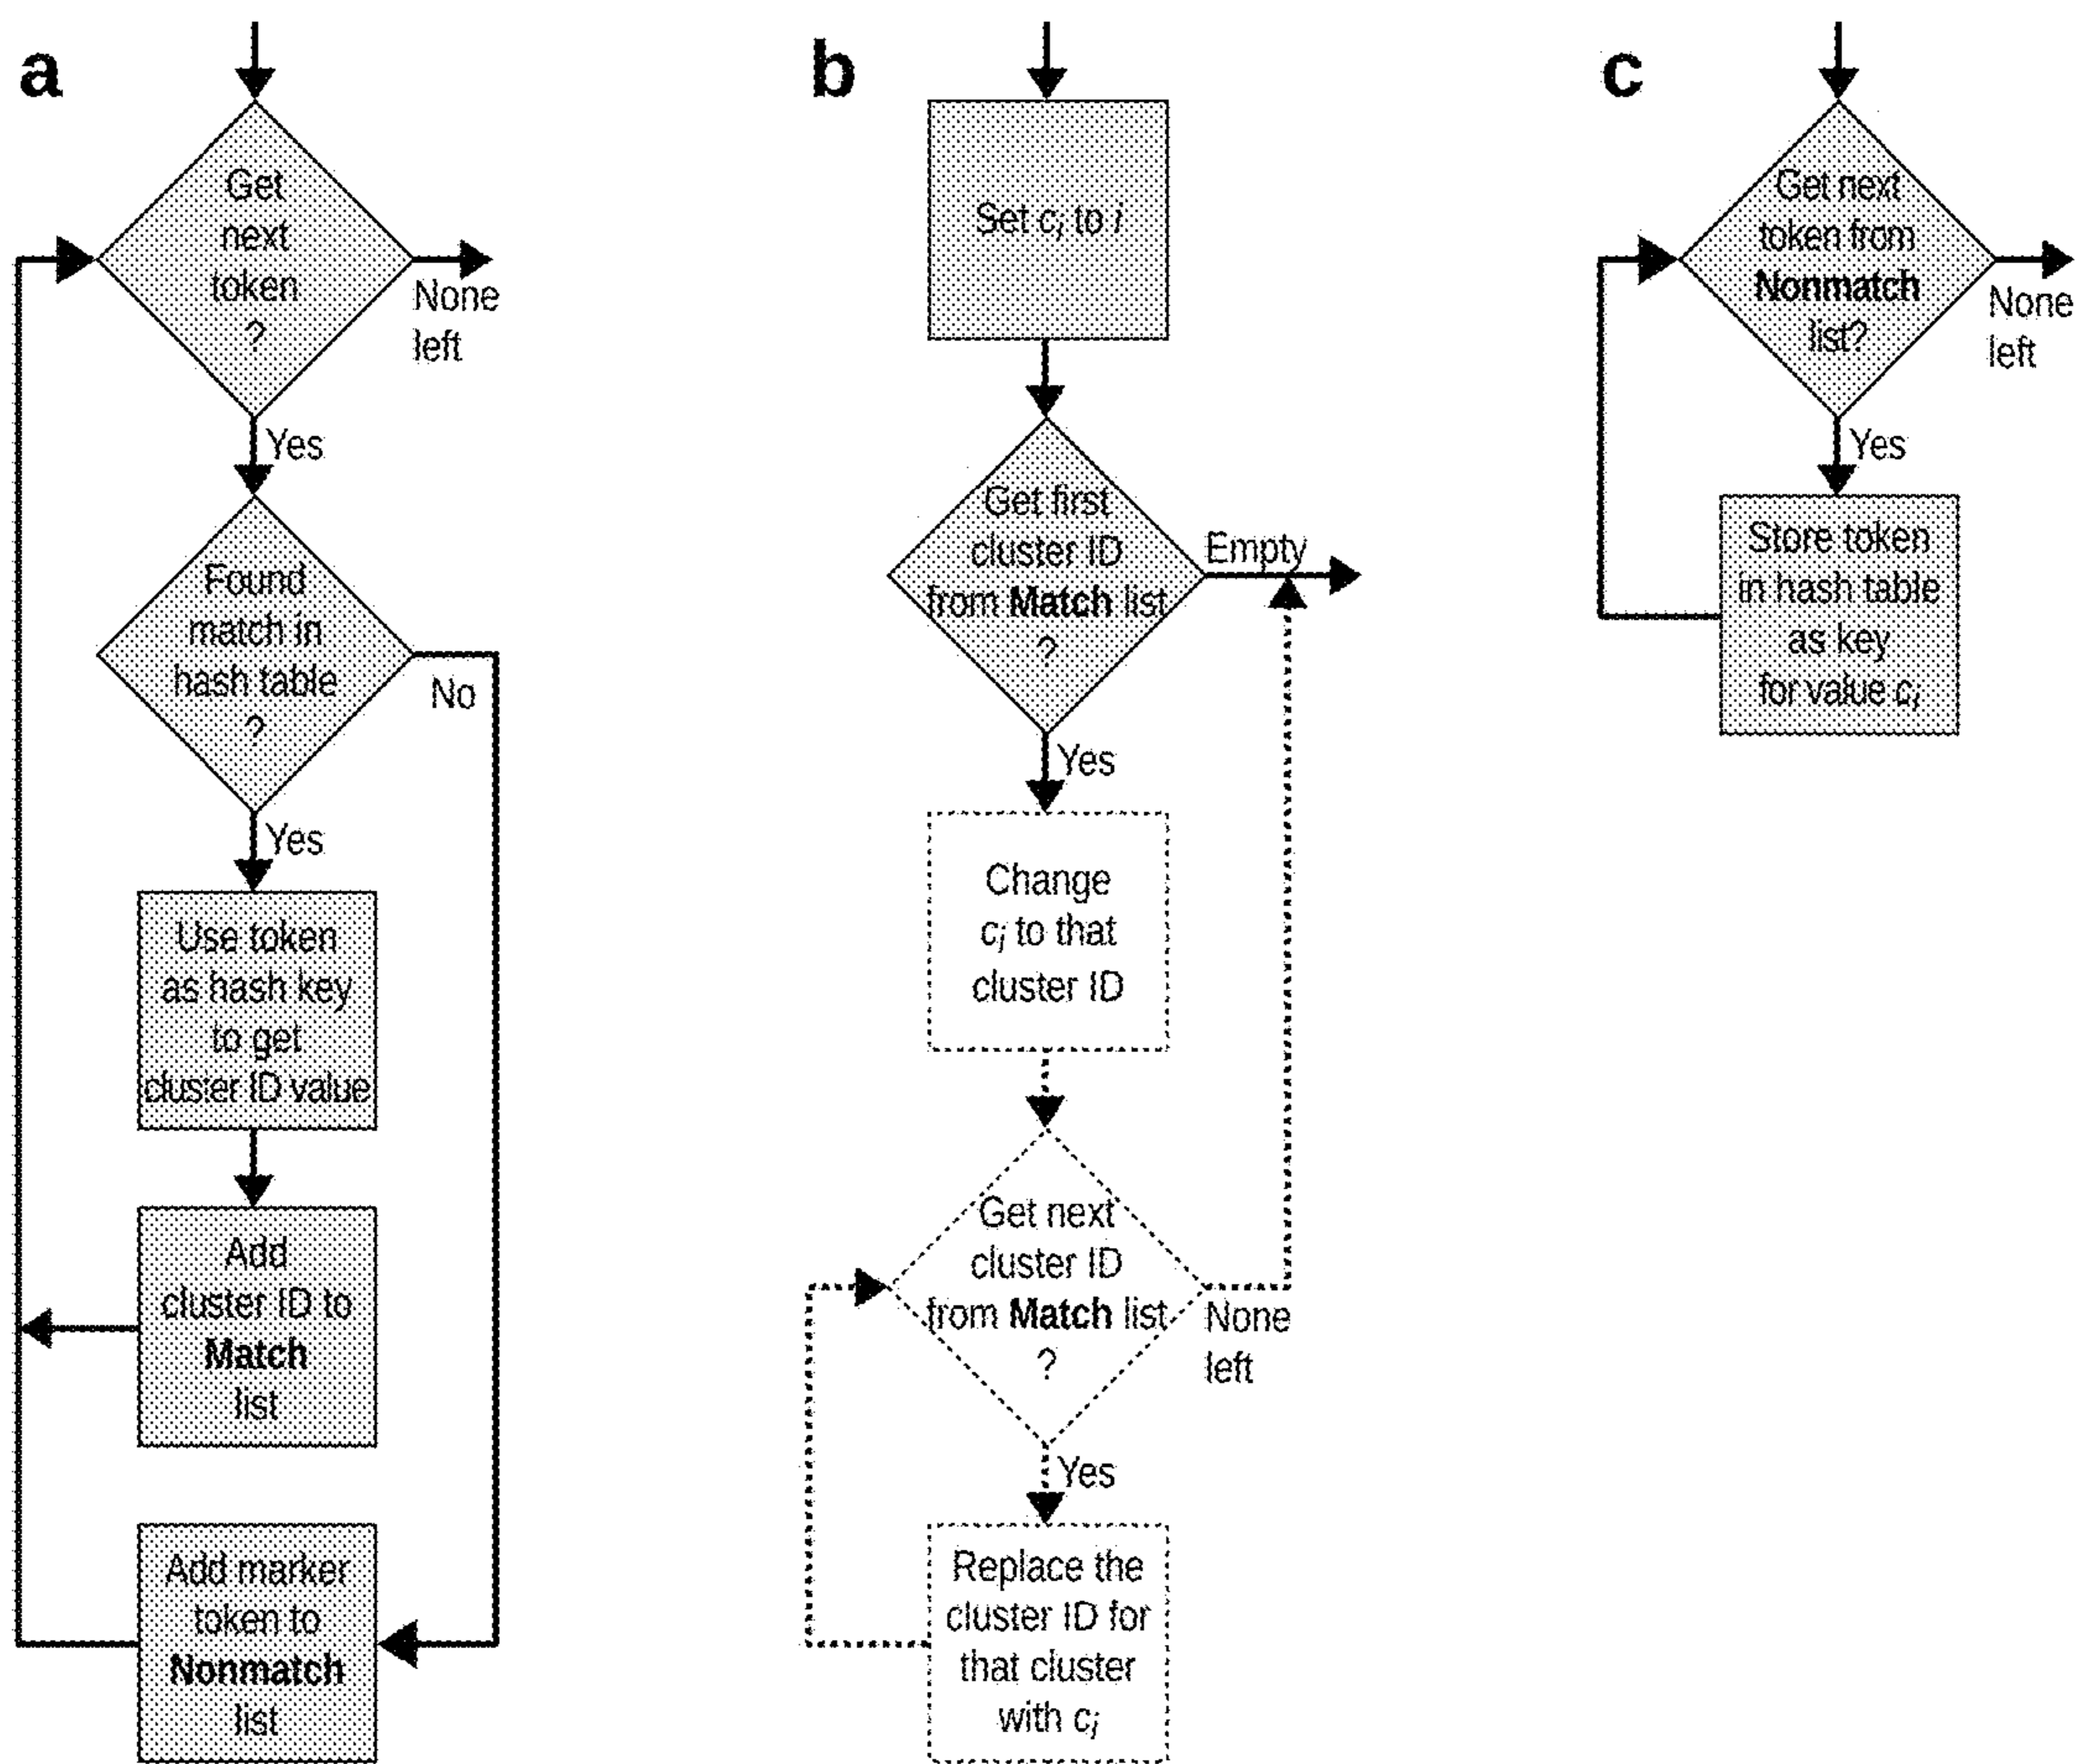 a
Get
next
token
?
None
left
Yes
Found
match in
hash table
?
No
Yes
Use token
as hash key
to get
cluster ID value
Add
cluster ID to
Match
list
Add marker
token to
Nonmatch
list
b
Set ci to i
Get first
cluster ID
from Match list
?
Empty
Yes
Change
ci to that
cluster ID
Get next
cluster ID
from Match list
?
None
left
Yes
Replace the
cluster ID for
that cluster
with ci
c
Get next
token from
Nonmatch
list?
None
left
Yes
Store token
in hash table
as key
for value ci